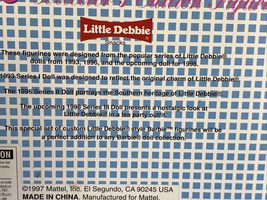 Little Debbie
Snacks
These figurines were designed from the popular series of Little Debbie®
dolls from 1993, 1996, and the upcoming doll for 1998.
1993 Series I Doll was designed to reflect the original charm of Little Debbie®.
The 1996 Series II Doll portrays the Southern heritage of Little Debbie®.
The upcoming 1998 Series III Doll presents a nostalgic look at
Little Debbie® in a tea party outfit.
This special set of custom Little Debbie® style Barbie™ figurines will be
a perfect addition to any Barbie® doll collection.
©1997 Mattel, Inc. El Segundo, CA 90245 USA
MADE IN CHINA. Manufactured for Mattel.